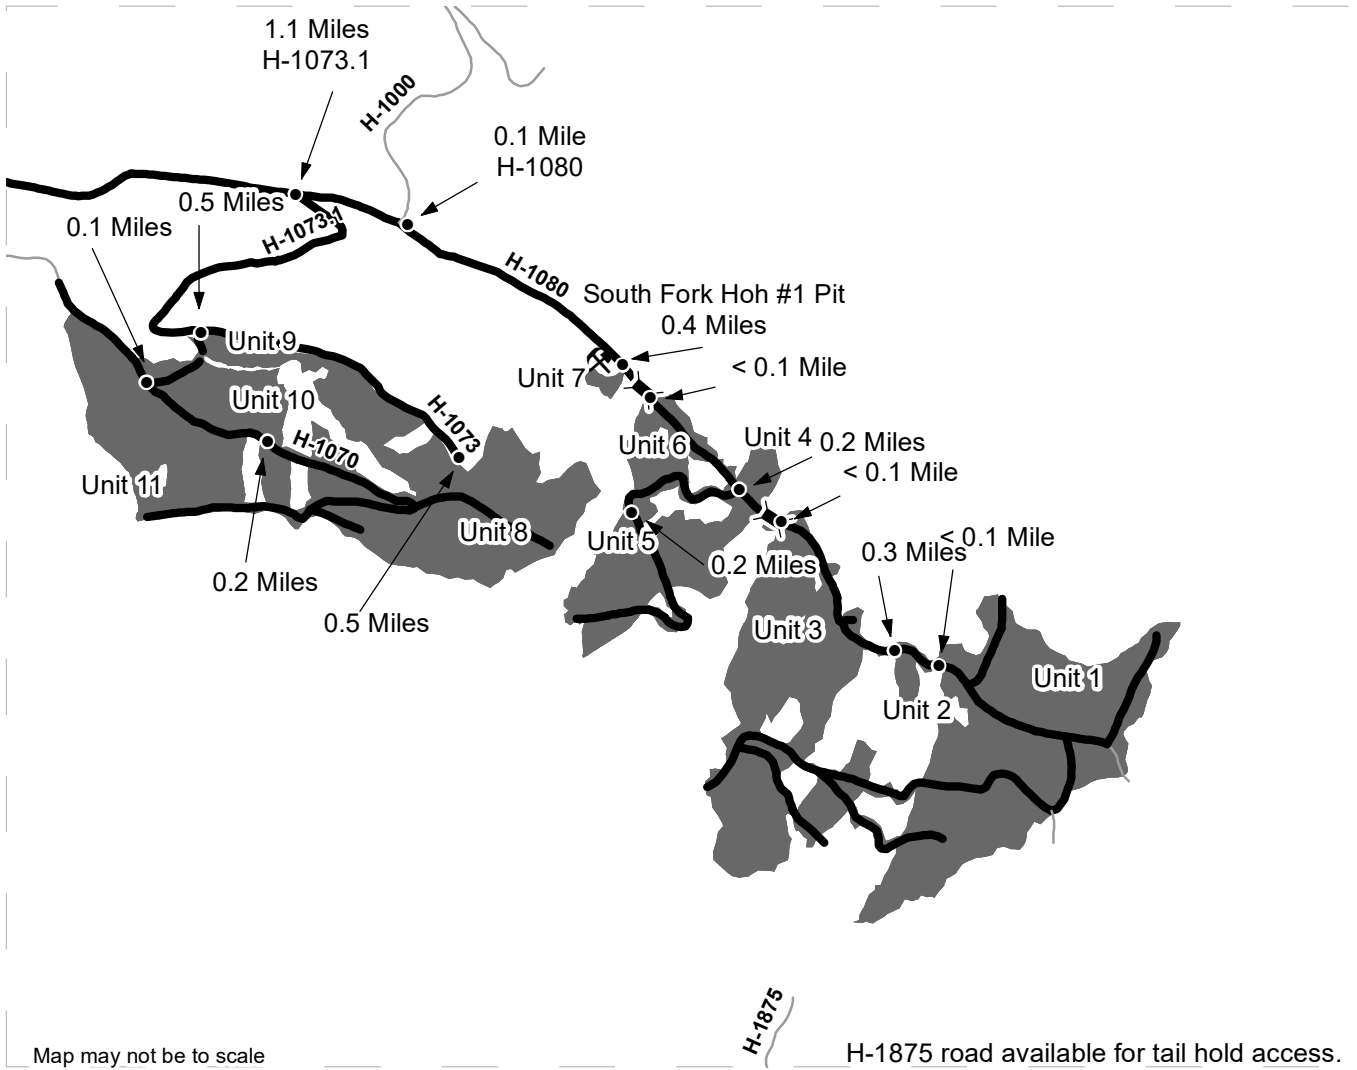 1.1 Miles
H-1073.1
H-1000
0.1 Mile
H-1080
0.5 Miles
0.1 Miles
H-1073.1
H-1080
South Fork Hoh #1 Pit
0.4 Miles
Unit 9
Unit 7
< 0.1 Mile
Unit 10
H-1073
Unit 6
Unit 4
0.2 Miles
H-1070
< 0.1 Mile
Unit 11
Unit 8
Unit 5
0.3 Miles
< 0.1 Mile
0.2 Miles
0.2 Miles
0.5 Miles
Unit 3
Unit 1
Unit 2
H-1875
Map may not be to scale
H-1875 road available for tail hold access.